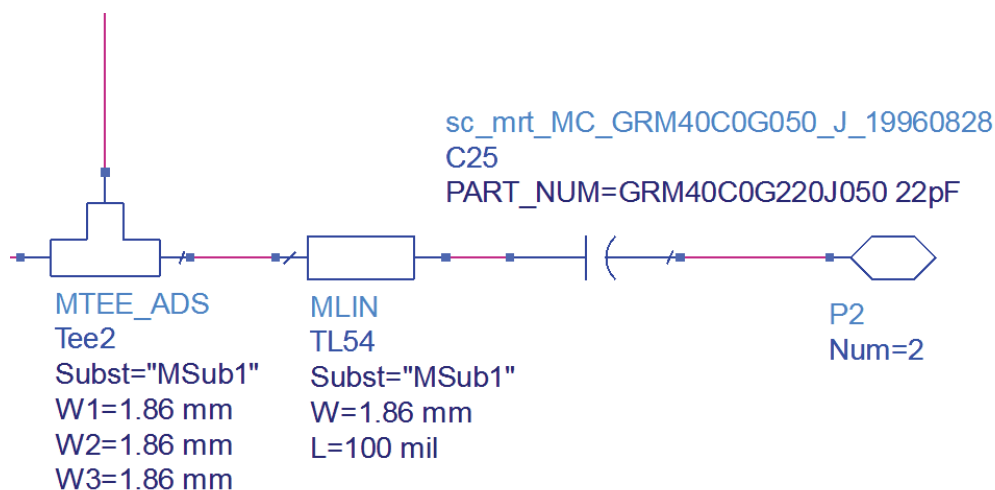 sc_mrt_MC_GRM40C0G050_J_19960828
C25
PART_NUM=GRM40C0G220J050 22pF
MTEE_ADS
Tee2
Subst="MSub1"
W1=1.86 mm
W2=1.86 mm
W3=1.86 mm
MLIN
TL54
Subst="MSub1"
W=1.86 mm
L=100 mil
P2
Num=2